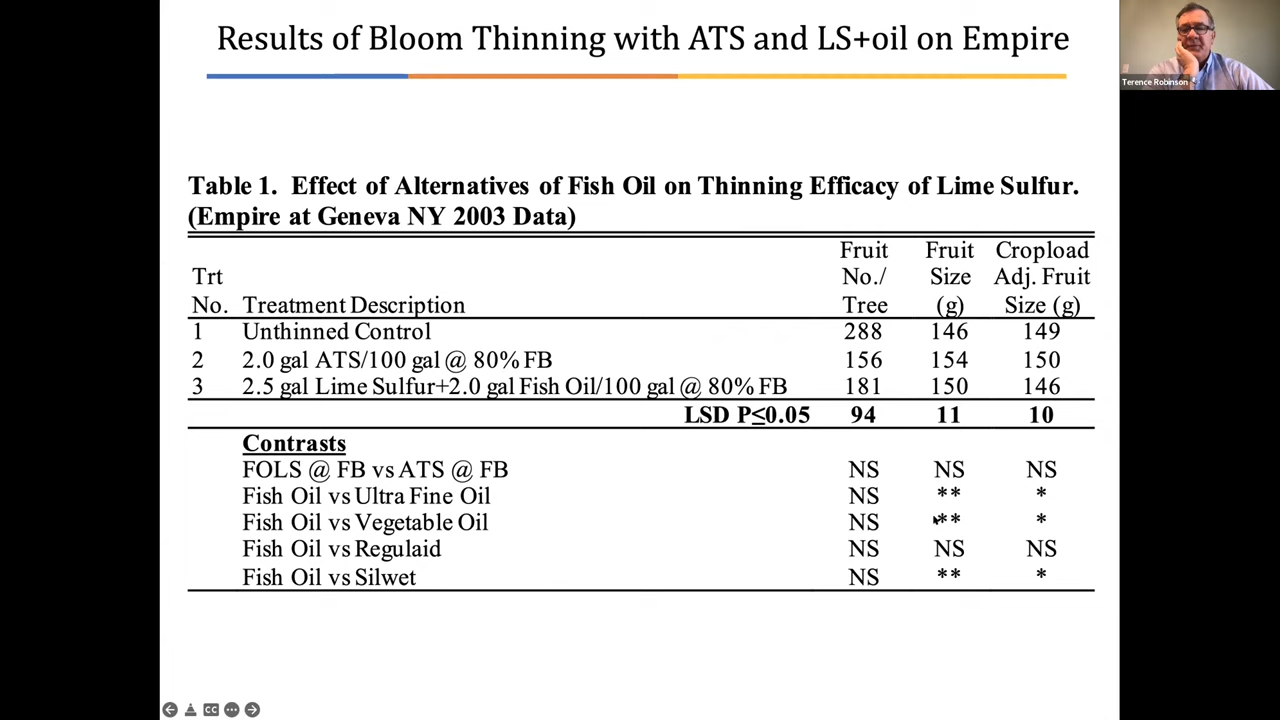 Results of Bloom Thinning with ATS and LS+oil on Empire
Terence Robinson
Table 1. Effect of Alternatives of Fish Oil on Thinning Efficacy of Lime Sulfur.
(Empire at Geneva NY 2003 Data)
Fruit Fruit Cropload
Trt No./ Size Adj. Fruit
No. Treatment Description Tree (g) Size (g)
1 Unthinned Control 288 146 149
2 2.0 gal ATS/100 gal @ 80% FB 156 154 150
3 2.5 gal Lime Sulfur+2.0 gal Fish Oil/100 gal @ 80% FB 181 150 146
LSD P≤0.05 94 11 10
Contrasts
FOLS @ FB vs ATS @ FB NS NS NS
Fish Oil vs Ultra Fine Oil NS ** *
Fish Oil vs Vegetable Oil NS ** *
Fish Oil vs Regulaid NS NS NS
Fish Oil vs Silwet NS ** *
CC